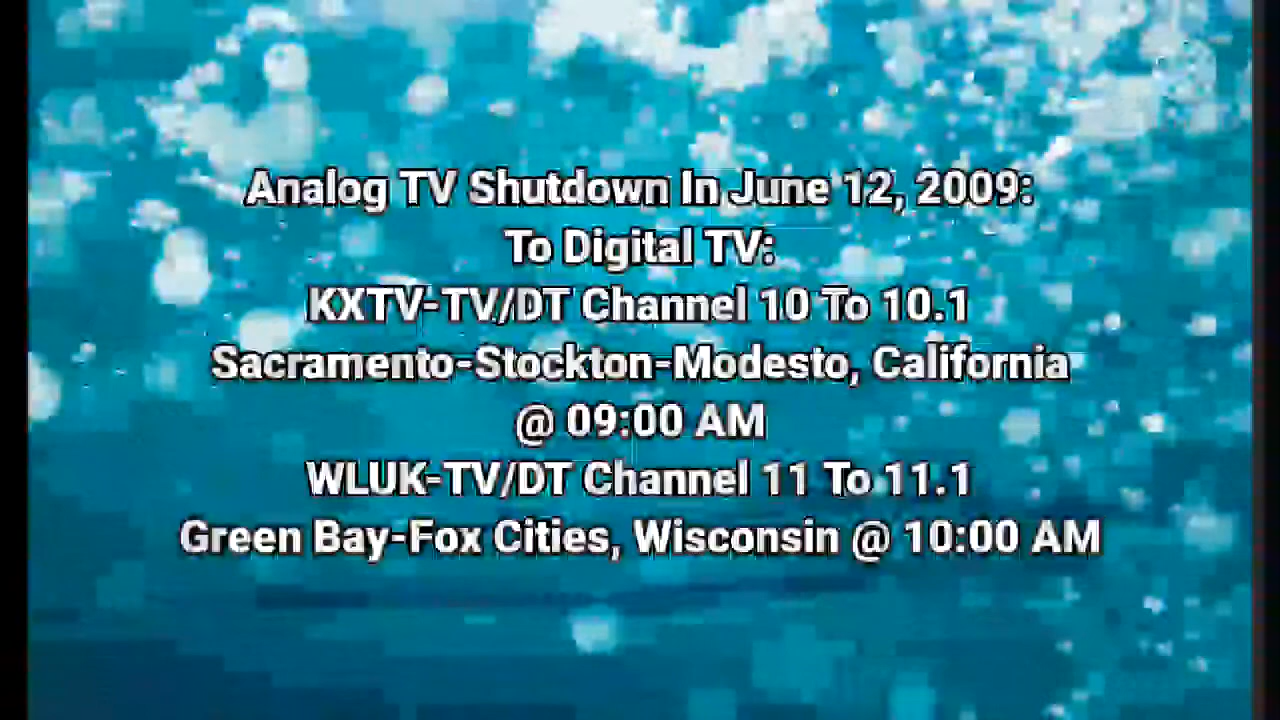 Analog TV Shutdown In June 12, 2009:
To Digital TV:
KXTV-TV/DT Channel 10 To 10.1
Sacramento-Stockton-Modesto, California
@ 09:00 AM
WLUK-TV/DT Channel 11 To 11.1
Green Bay-Fox Cities, Wisconsin @ 10:00 AM